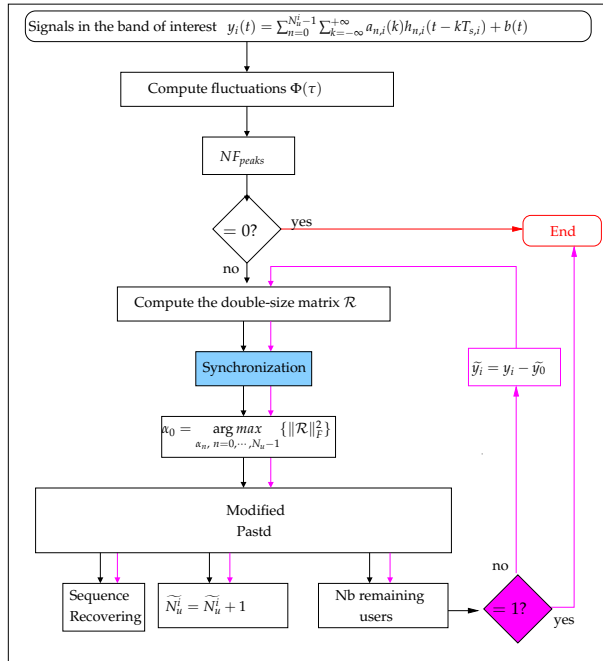 Signals in the band of interest $y_i(t) = \sum_{n=0}^{N_u^i-1} \sum_{k=-\infty}^{+\infty} a_{n,i}(k)h_{n,i}(t-kT_{s,i}) + b(t)$
Compute fluctuations $\Phi(\tau)$
$NF_{peaks}$
= 0?
yes
End
no
Compute the double-size matrix $\mathcal{R}$
Synchronization
$\widetilde{y_i} = y_i - \widetilde{y_0}$
$\alpha_0 = \underset{\alpha_n,\ n=0,\cdots,N_u-1}{\arg max} \{\|\mathcal{R}\|_F^2\}$
Modified
Pastd
no
Sequence
Recovering
$\widetilde{N_u^i} = \widetilde{N_u^i} + 1$
Nb remaining
users
= 1?
yes